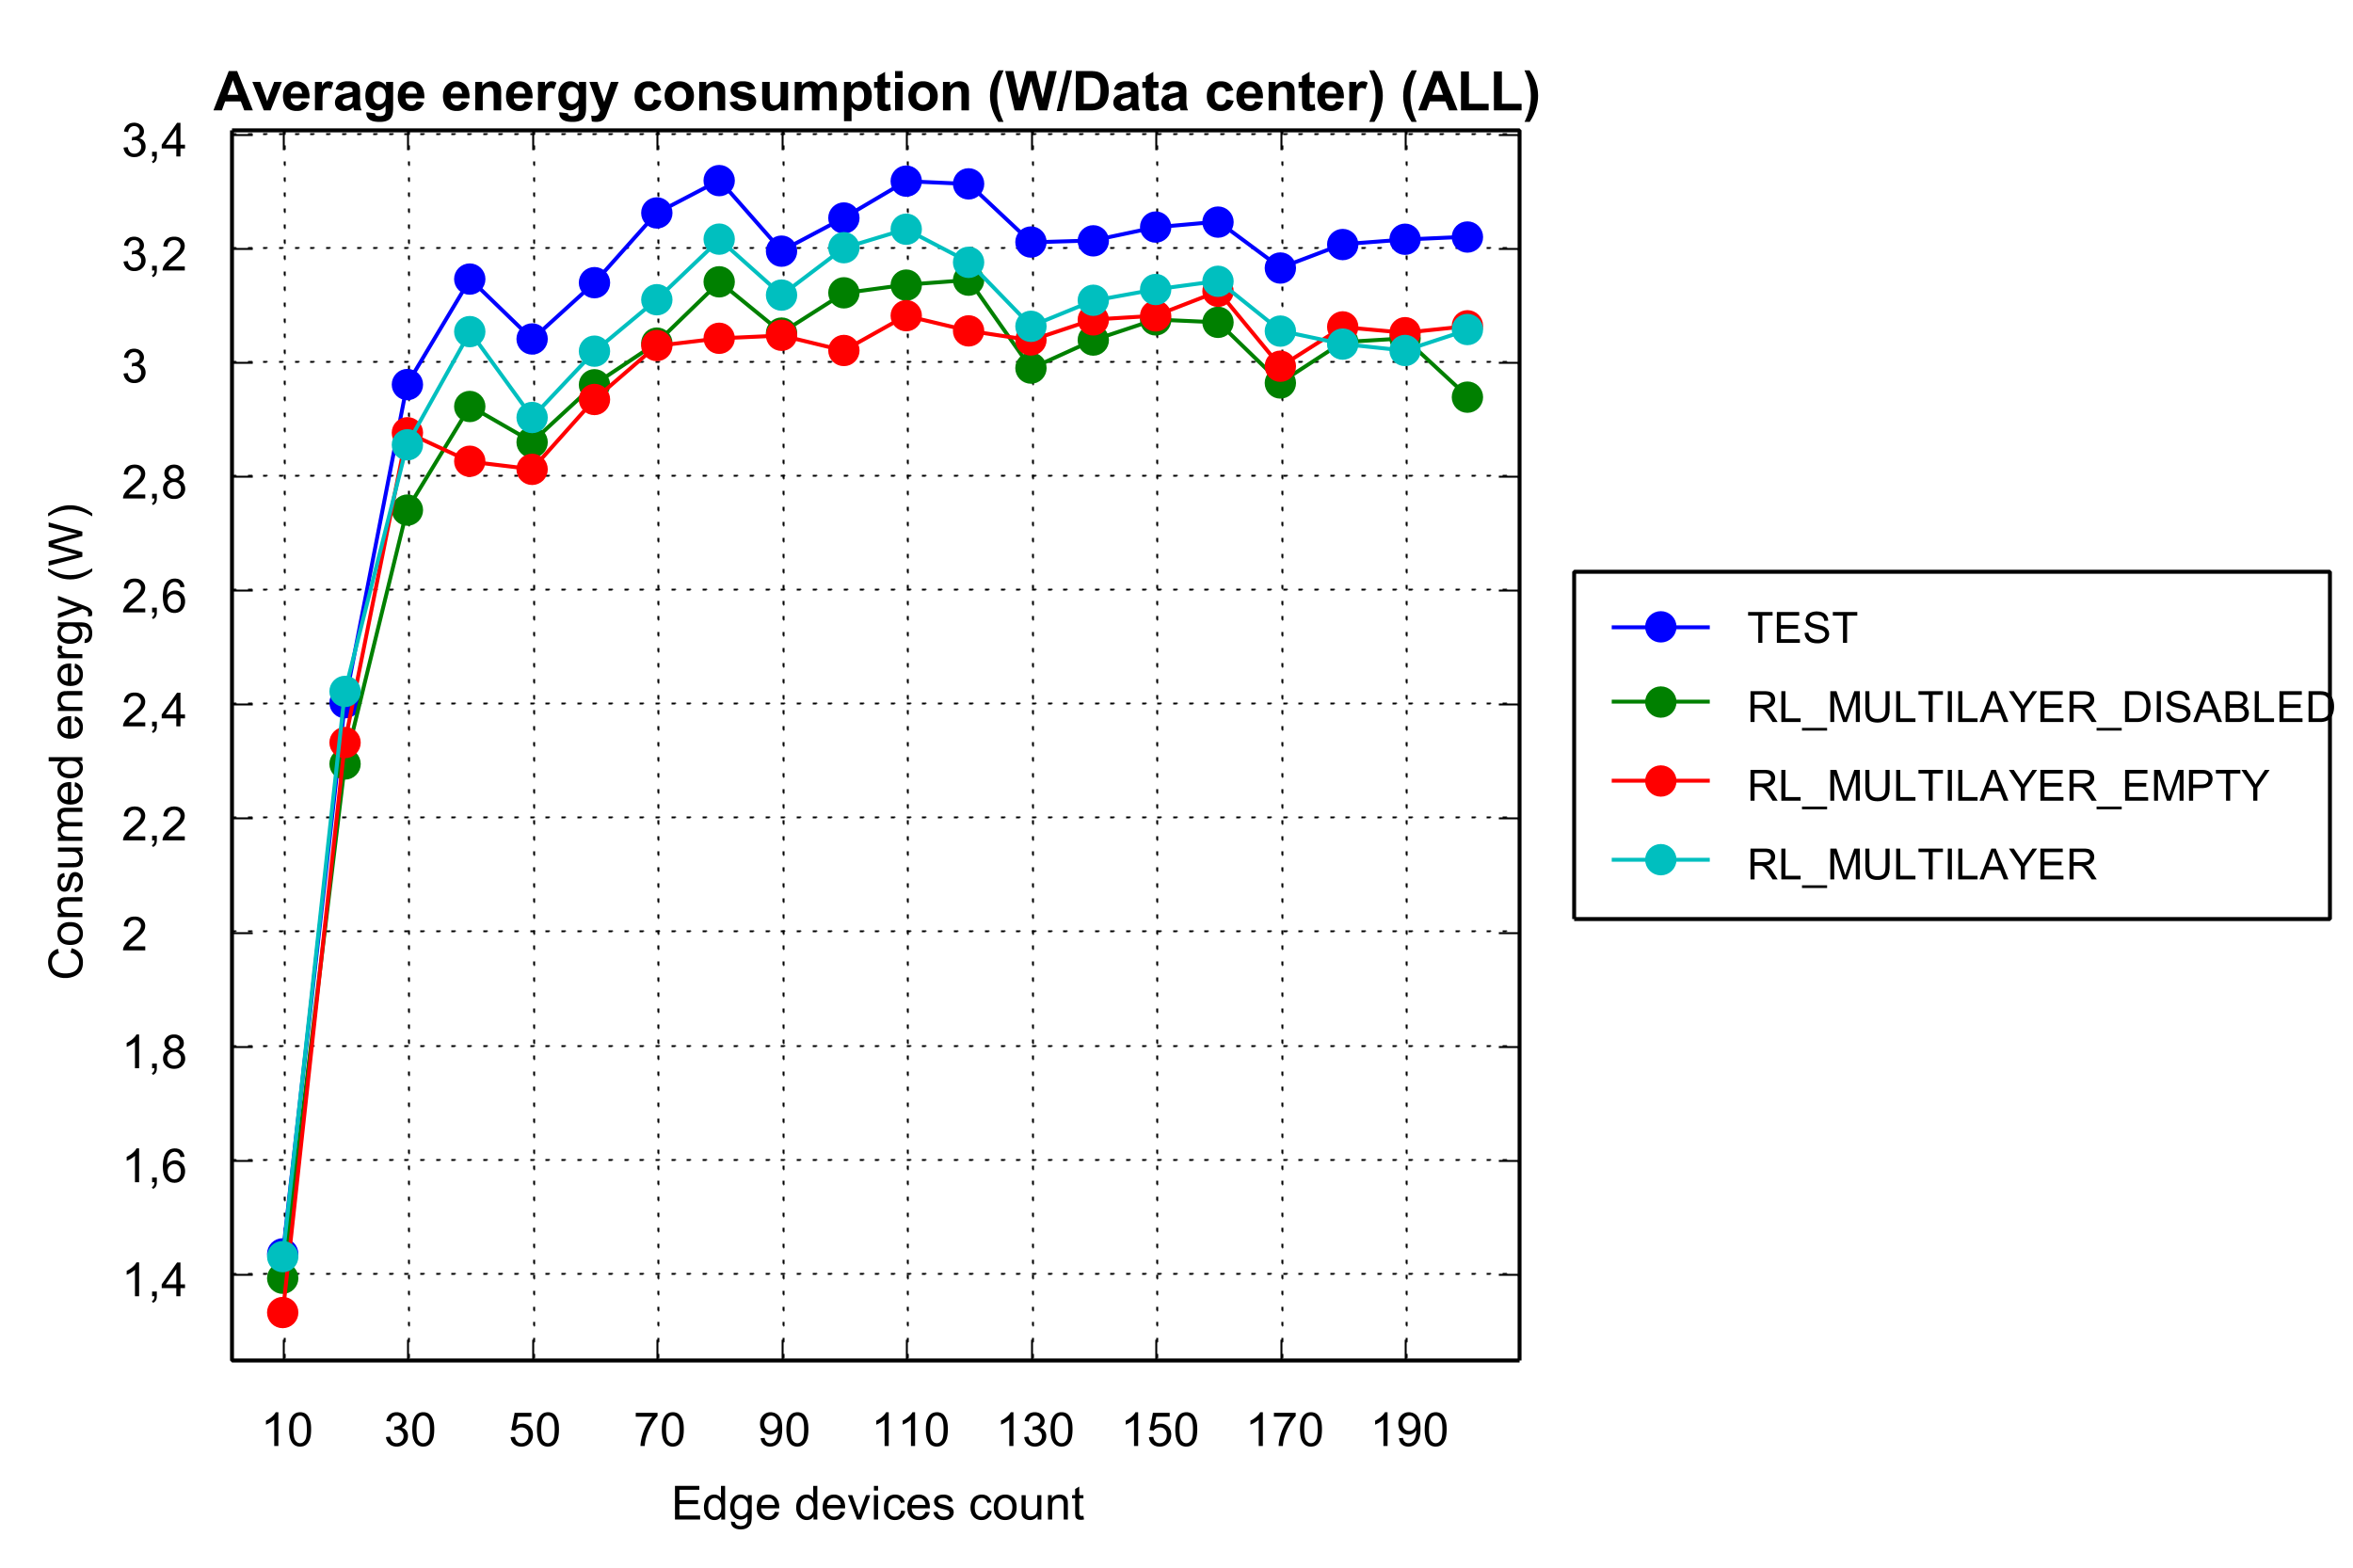 Average energy consumption (W/Data center) (ALL)
3,4
3,2
3
2,8
2,6
2,4
2,2
2
1,8
1,6
1,4
Consumed energy (W)
10 30 50 70 90 110 130 150 170 190
Edge devices count
TEST
RL_MULTILAYER_DISABLED
RL_MULTILAYER_EMPTY
RL_MULTILAYER